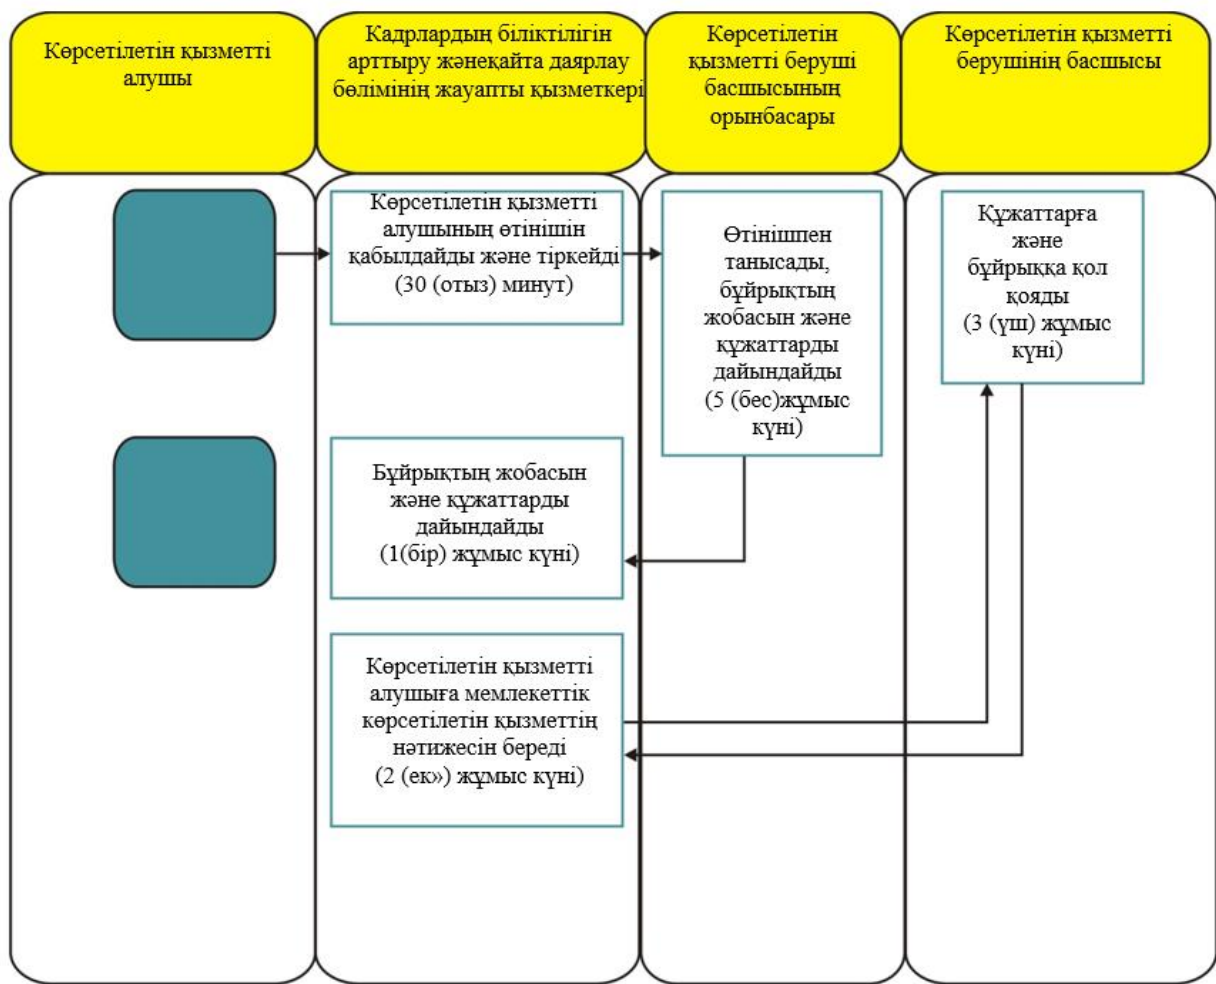 Көрсетілетін қызметті
алушы
Кадрлардың біліктілігін
арттыру жәнеқайта даярлау
бөлімінің жауапты қызметкері
Көрсетілетін
қызметті беруші
басшысының
орынбасары
Көрсетілетін қызметті
берушінің басшысы
Көрсетілетін қызметті
алушының өтінішін
қабылдайды және тіркейді
(30 (отыз) минут)
Өтінішпен
танысады,
бұйрықтың
жобасын және
құжаттарды
дайындайды
(5 (бес)жұмыс
күні)
Құжаттарға
және
бұйрыққа қол
қояды
(3 (үш) жұмыс
күні)
Бұйрықтың жобасын
және құжаттарды
дайындайды
(1(бір) жұмыс күні)
Көрсетілетін қызметті
алушыға мемлекеттік
көрсетілетін қызметтің
нәтижесін береді
(2 (ек») жұмыс күні)